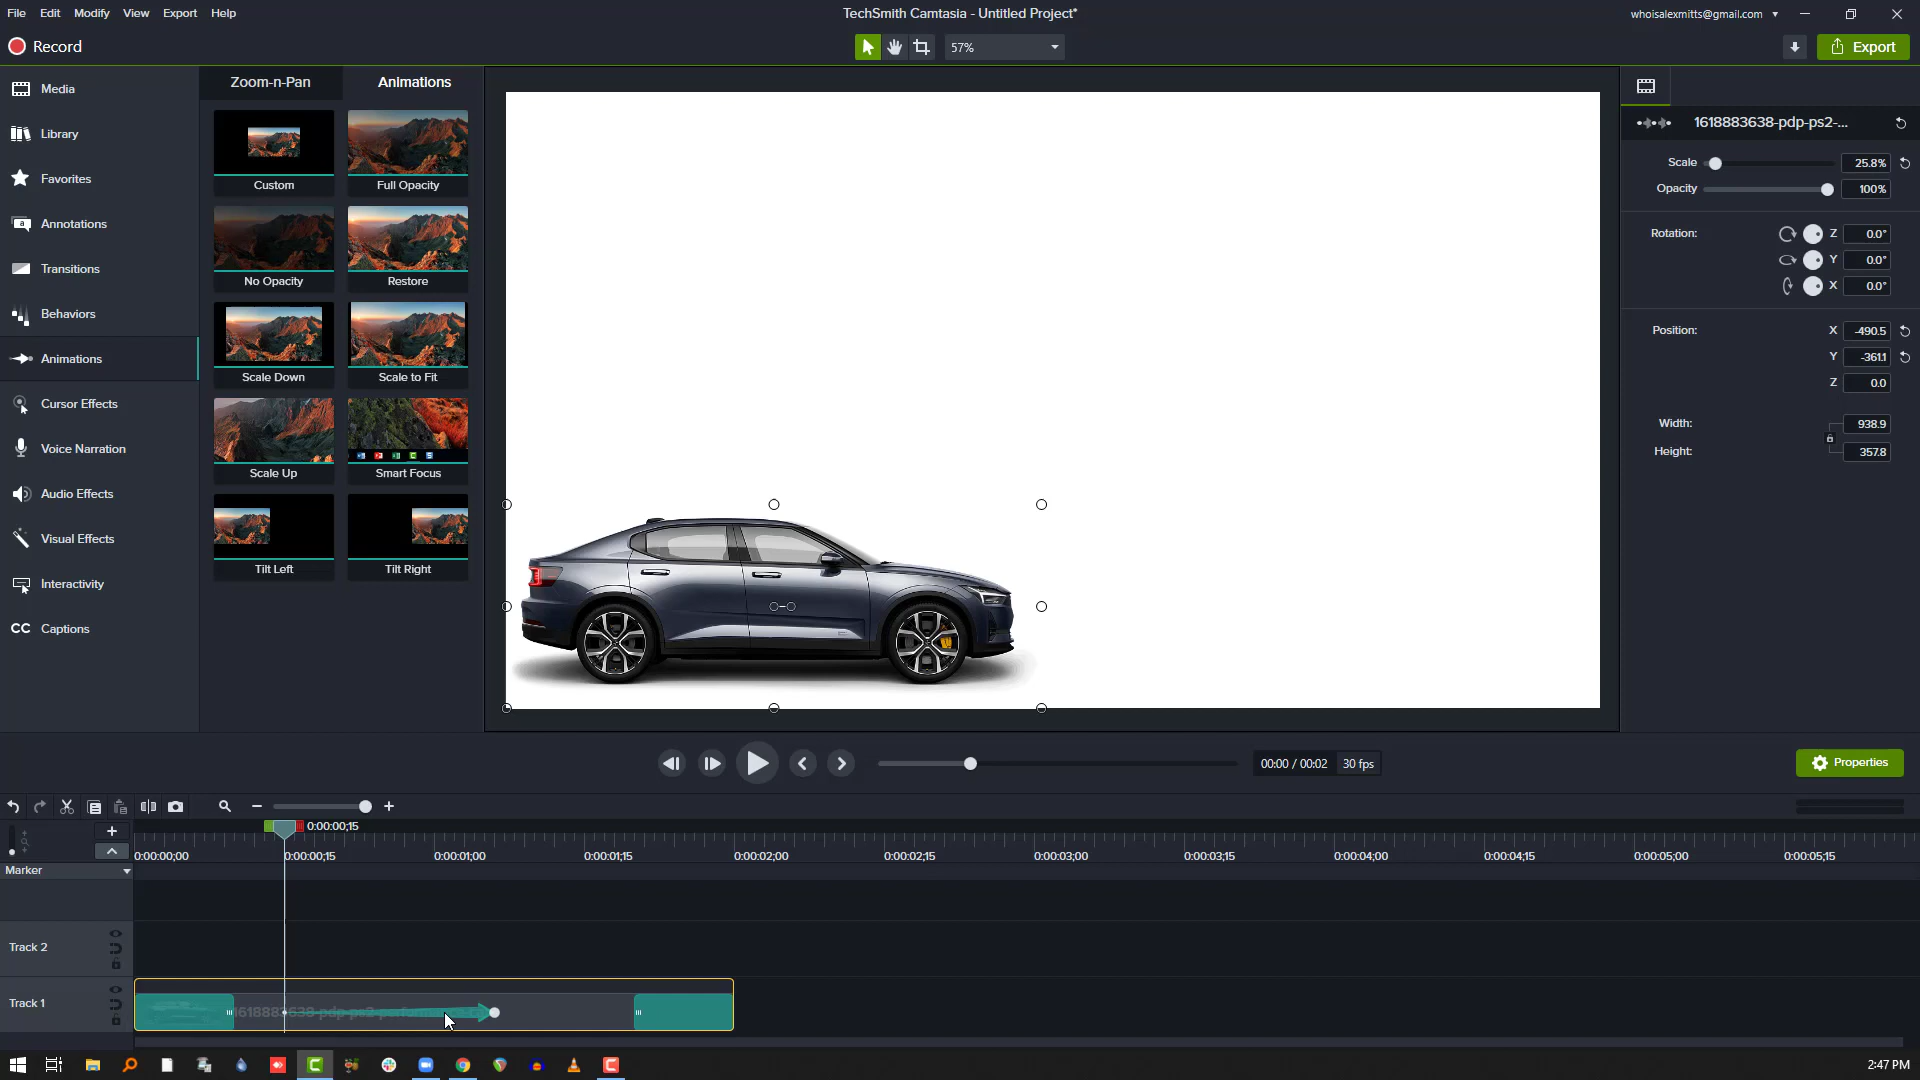 File Edit Modify View Export Help
TechSmith Camtasia - Untitled Project*
whoisalexmitts@gmail.com
Record
57%
Export
Media
Library
Favorites
Annotations
Transitions
Behaviors
Animations
Cursor Effects
Voice Narration
Audio Effects
Visual Effects
Interactivity
CC Captions
Zoom-n-Pan Animations
Custom Full Opacity
No Opacity Restore
Scale Down Scale to Fit
Scale Up Smart Focus
Tilt Left Tilt Right
1618883638-pdp-ps2-...
Scale 25.8%
Opacity 100%
Rotation: Z 0.0°
Y 0.0°
X 0.0°
Position: X -490.5
Y -361.1
Z 0.0
Width: 938.9
Height: 357.8
00:00 / 00:02 30 fps
Properties
0:00:00;15
0:00:00;00 0:00:00;15 0:00:01;00 0:00:01;15 0:00:02;00 0:00:02;15 0:00:03;00 0:00:03;15 0:00:04;00 0:00:04;15 0:00:05;00 0:00:05;15
Marker
Track 2
Track 1
2:47 PM